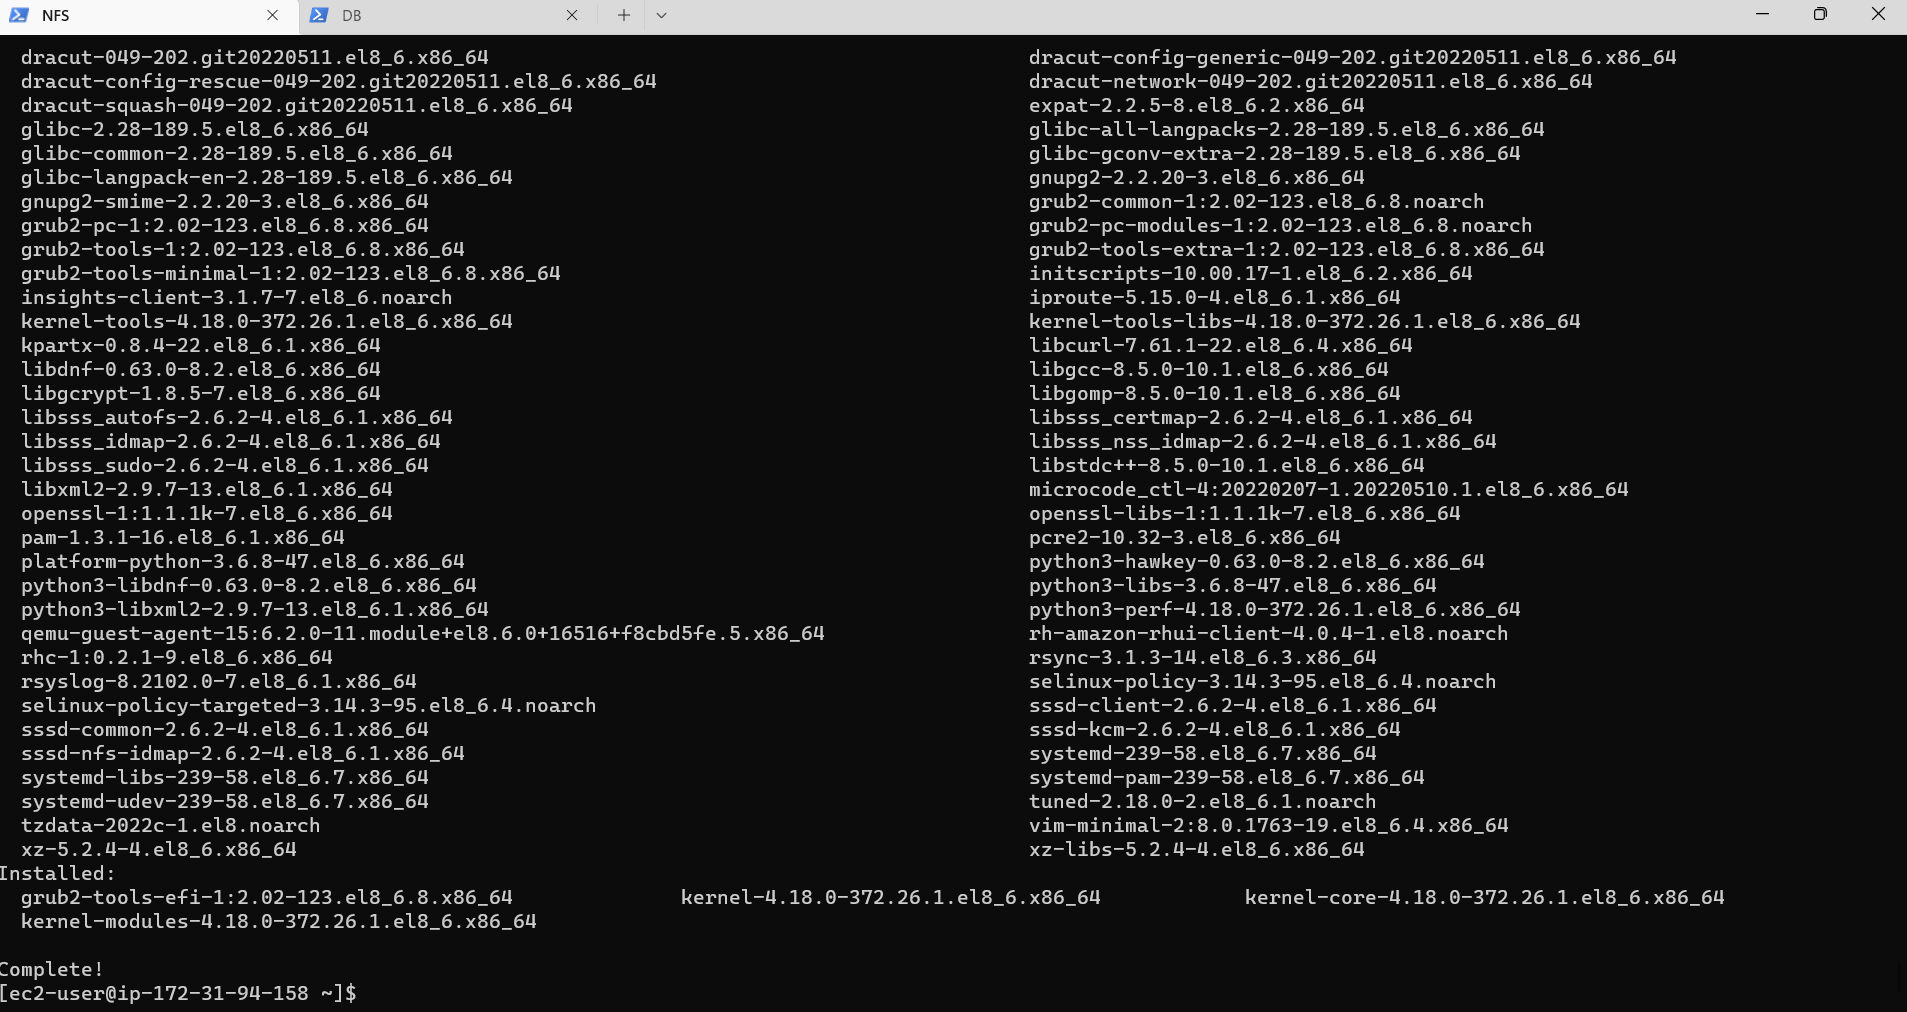 NFS DB
dracut-049-202.git20220511.el8_6.x86_64 dracut-config-generic-049-202.git20220511.el8_6.x86_64
dracut-config-rescue-049-202.git20220511.el8_6.x86_64 dracut-network-049-202.git20220511.el8_6.x86_64
dracut-squash-049-202.git20220511.el8_6.x86_64 expat-2.2.5-8.el8_6.2.x86_64
glibc-2.28-189.5.el8_6.x86_64 glibc-all-langpacks-2.28-189.5.el8_6.x86_64
glibc-common-2.28-189.5.el8_6.x86_64 glibc-gconv-extra-2.28-189.5.el8_6.x86_64
glibc-langpack-en-2.28-189.5.el8_6.x86_64 gnupg2-2.2.20-3.el8_6.x86_64
gnupg2-smime-2.2.20-3.el8_6.x86_64 grub2-common-1:2.02-123.el8_6.8.noarch
grub2-pc-1:2.02-123.el8_6.8.x86_64 grub2-pc-modules-1:2.02-123.el8_6.8.noarch
grub2-tools-1:2.02-123.el8_6.8.x86_64 grub2-tools-extra-1:2.02-123.el8_6.8.x86_64
grub2-tools-minimal-1:2.02-123.el8_6.8.x86_64 initscripts-10.00.17-1.el8_6.2.x86_64
insights-client-3.1.7-7.el8_6.noarch iproute-5.15.0-4.el8_6.1.x86_64
kernel-tools-4.18.0-372.26.1.el8_6.x86_64 kernel-tools-libs-4.18.0-372.26.1.el8_6.x86_64
kpartx-0.8.4-22.el8_6.1.x86_64 libcurl-7.61.1-22.el8_6.4.x86_64
libdnf-0.63.0-8.2.el8_6.x86_64 libgcc-8.5.0-10.1.el8_6.x86_64
libgcrypt-1.8.5-7.el8_6.x86_64 libgomp-8.5.0-10.1.el8_6.x86_64
libsss_autofs-2.6.2-4.el8_6.1.x86_64 libsss_certmap-2.6.2-4.el8_6.1.x86_64
libsss_idmap-2.6.2-4.el8_6.1.x86_64 libsss_nss_idmap-2.6.2-4.el8_6.1.x86_64
libsss_sudo-2.6.2-4.el8_6.1.x86_64 libstdc++-8.5.0-10.1.el8_6.x86_64
libxml2-2.9.7-13.el8_6.1.x86_64 microcode_ctl-4:20220207-1.20220510.1.el8_6.x86_64
openssl-1:1.1.1k-7.el8_6.x86_64 openssl-libs-1:1.1.1k-7.el8_6.x86_64
pam-1.3.1-16.el8_6.1.x86_64 pcre2-10.32-3.el8_6.x86_64
platform-python-3.6.8-47.el8_6.x86_64 python3-hawkey-0.63.0-8.2.el8_6.x86_64
python3-libdnf-0.63.0-8.2.el8_6.x86_64 python3-libs-3.6.8-47.el8_6.x86_64
python3-libxml2-2.9.7-13.el8_6.1.x86_64 python3-perf-4.18.0-372.26.1.el8_6.x86_64
qemu-guest-agent-15:6.2.0-11.module+el8.6.0+16516+f8cbd5fe.5.x86_64 rh-amazon-rhui-client-4.0.4-1.el8.noarch
rhc-1:0.2.1-9.el8_6.x86_64 rsync-3.1.3-14.el8_6.3.x86_64
rsyslog-8.2102.0-7.el8_6.1.x86_64 selinux-policy-3.14.3-95.el8_6.4.noarch
selinux-policy-targeted-3.14.3-95.el8_6.4.noarch sssd-client-2.6.2-4.el8_6.1.x86_64
sssd-common-2.6.2-4.el8_6.1.x86_64 sssd-kcm-2.6.2-4.el8_6.1.x86_64
sssd-nfs-idmap-2.6.2-4.el8_6.1.x86_64 systemd-239-58.el8_6.7.x86_64
systemd-libs-239-58.el8_6.7.x86_64 systemd-pam-239-58.el8_6.7.x86_64
systemd-udev-239-58.el8_6.7.x86_64 tuned-2.18.0-2.el8_6.1.noarch
tzdata-2022c-1.el8.noarch vim-minimal-2:8.0.1763-19.el8_6.4.x86_64
xz-5.2.4-4.el8_6.x86_64 xz-libs-5.2.4-4.el8_6.x86_64
Installed:
grub2-tools-efi-1:2.02-123.el8_6.8.x86_64 kernel-4.18.0-372.26.1.el8_6.x86_64 kernel-core-4.18.0-372.26.1.el8_6.x86_64
kernel-modules-4.18.0-372.26.1.el8_6.x86_64
Complete!
[ec2-user@ip-172-31-94-158 ~]$